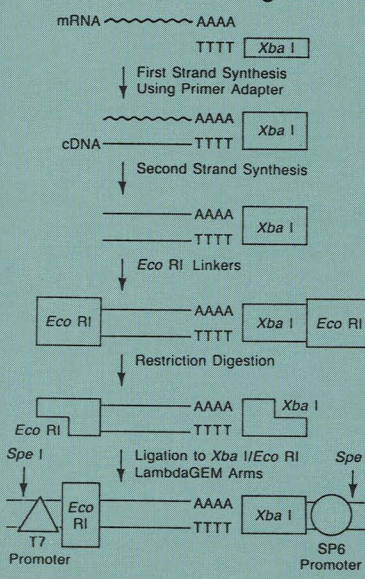 mRNA AAAA
TTTT Xba I
First Strand Synthesis
Using Primer Adapter
AAAA
Xba I
cDNA TTTT
Second Strand Synthesis
AAAA
Xba I
TTTT
Eco RI Linkers
AAAA
Eco RI Xba I Eco RI
TTTT
Restriction Digestion
AAAA Xba I
Eco RI TTTT
Spe I Ligation to Xba I/Eco RI Spe
LambdaGEM Arms
Eco AAAA
RI Xba I
TTTT
T7 SP6
Promoter Promoter